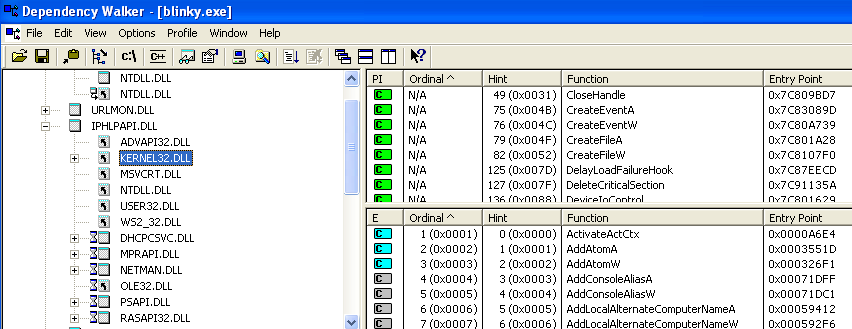 Dependency Walker - [blinky.exe]
File Edit View Options Profile Window Help
c:\ C++
NTDLL.DLL
NTDLL.DLL
URLMON.DLL
IPHLPAPI.DLL
ADVAPI32.DLL
KERNEL32.DLL
MSVCRT.DLL
NTDLL.DLL
USER32.DLL
WS2_32.DLL
DHCPCSVC.DLL
MPRAPI.DLL
NETMAN.DLL
OLE32.DLL
PSAPI.DLL
RASAPI32.DLL
PI Ordinal ^ Hint Function Entry Point
C N/A 49 (0x0031) CloseHandle 0x7C809BD7
C N/A 75 (0x004B) CreateEventA 0x7C83089D
C N/A 76 (0x004C) CreateEventW 0x7C80A739
C N/A 79 (0x004F) CreateFileA 0x7C801A28
C N/A 82 (0x0052) CreateFileW 0x7C8107F0
C N/A 125 (0x007D) DelayLoadFailureHook 0x7C87EECD
C N/A 127 (0x007F) DeleteCriticalSection 0x7C91135A
C N/A 136 (0x0088) DeviceIoControl 0x7C801629
E Ordinal ^ Hint Function Entry Point
C 1 (0x0001) 0 (0x0000) ActivateActCtx 0x0000A6E4
C 2 (0x0002) 1 (0x0001) AddAtomA 0x0003551D
C 3 (0x0003) 2 (0x0002) AddAtomW 0x000326F1
C 4 (0x0004) 3 (0x0003) AddConsoleAliasA 0x00071DFF
C 5 (0x0005) 4 (0x0004) AddConsoleAliasW 0x00071DC1
C 6 (0x0006) 5 (0x0005) AddLocalAlternateComputerNameA 0x00059412
C 7 (0x0007) 6 (0x0006) AddLocalAlternateComputerNameW 0x000592F6